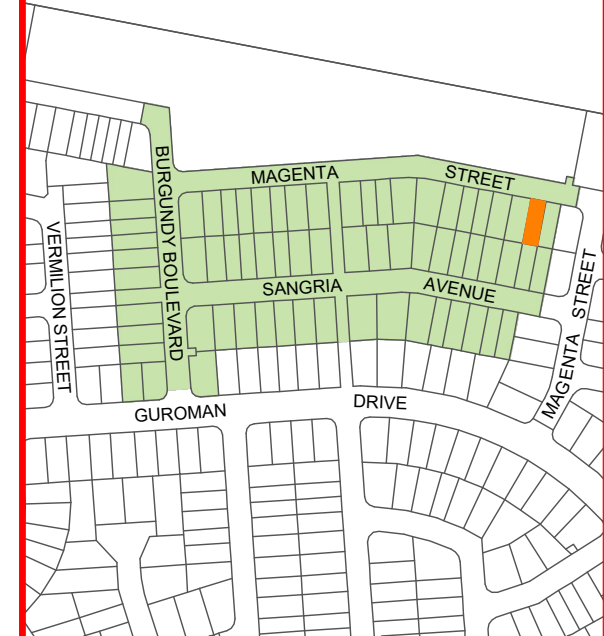 BURGUNDY BOULEVARD
MAGENTA STREET
VERMILION STREET
SANGRIA AVENUE
MAGENTA STREET
GUROMAN DRIVE